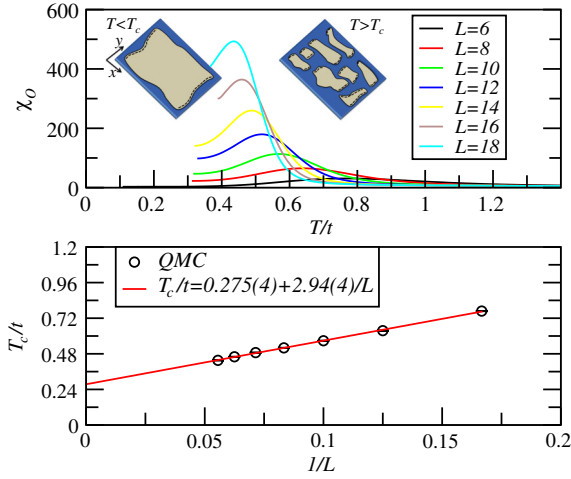 600
400
200
0
χ_O
T<T_c
y
x
T>T_c
L=6
L=8
L=10
L=12
L=14
L=16
L=18
0 0.2 0.4 0.6 0.8 1 1.2
T/t
1.2
0.96
0.72
0.48
0.24
0
T_c/t
QMC
T_c/t=0.275(4)+2.94(4)/L
0 0.05 0.1 0.15 0.2
1/L